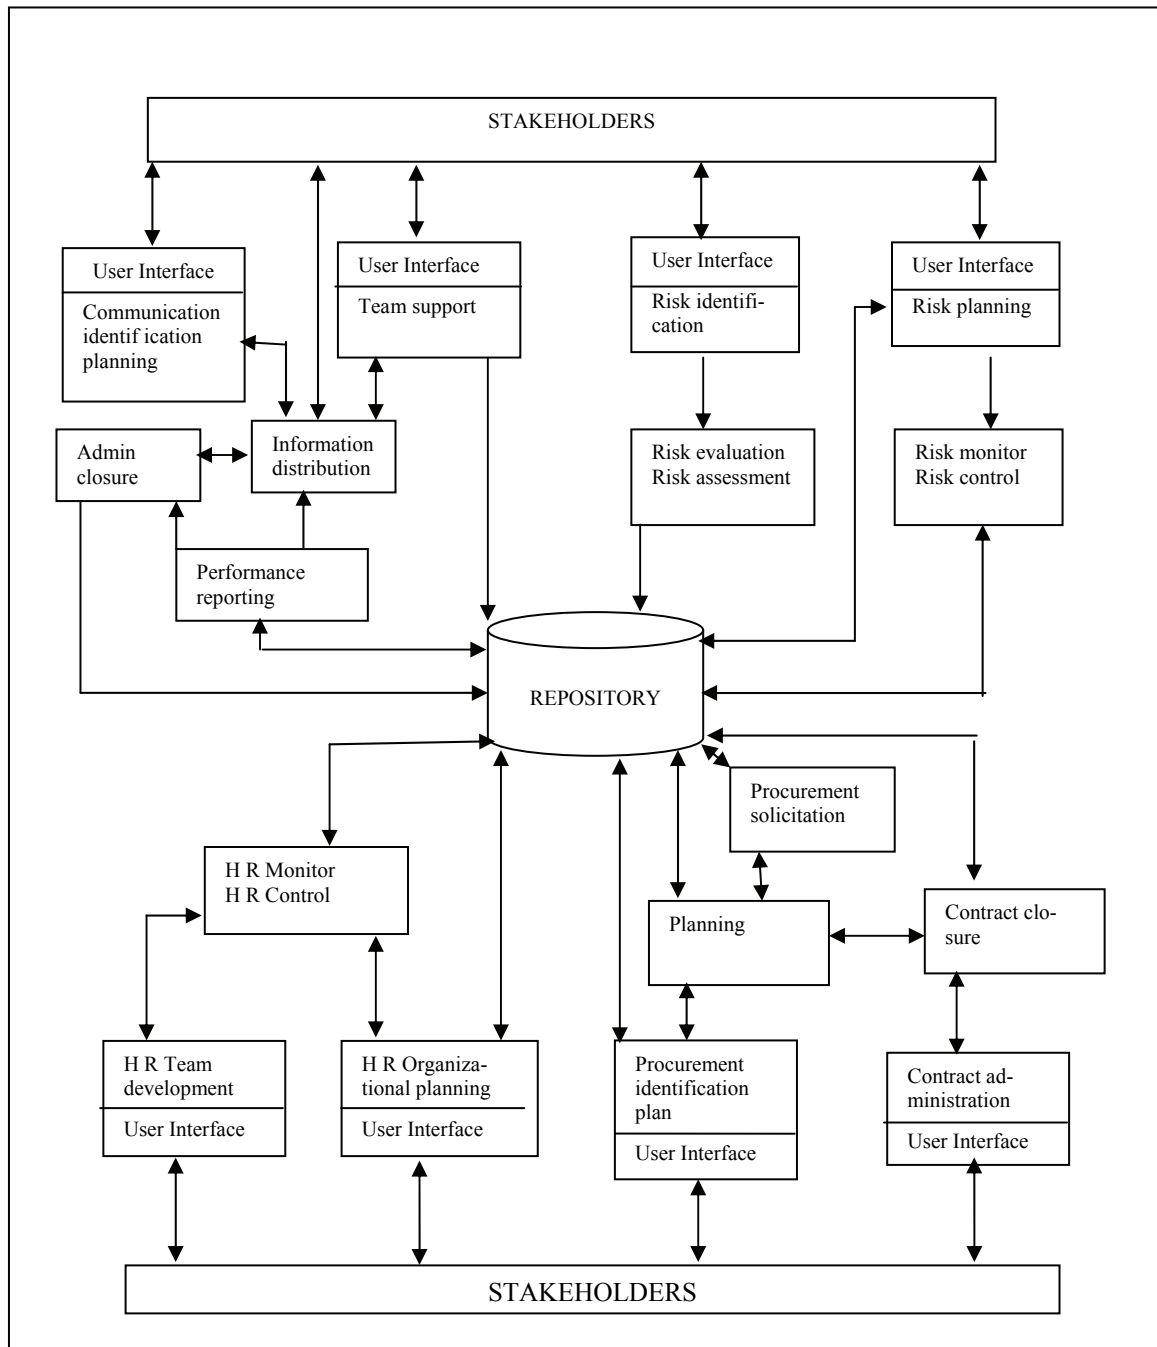 STAKEHOLDERS
User Interface
Communication
identif ication
planning
User Interface
Team support
User Interface
Risk identifi-
cation
User Interface
Risk planning
Admin
closure
Information
distribution
Risk evaluation
Risk assessment
Risk monitor
Risk control
Performance
reporting
REPOSITORY
Procurement
solicitation
H R Monitor
H R Control
Planning
Contract clo-
sure
H R Team
development
User Interface
H R Organiza-
tional planning
User Interface
Procurement
identification
plan
User Interface
Contract ad-
ministration
User Interface
STAKEHOLDERS